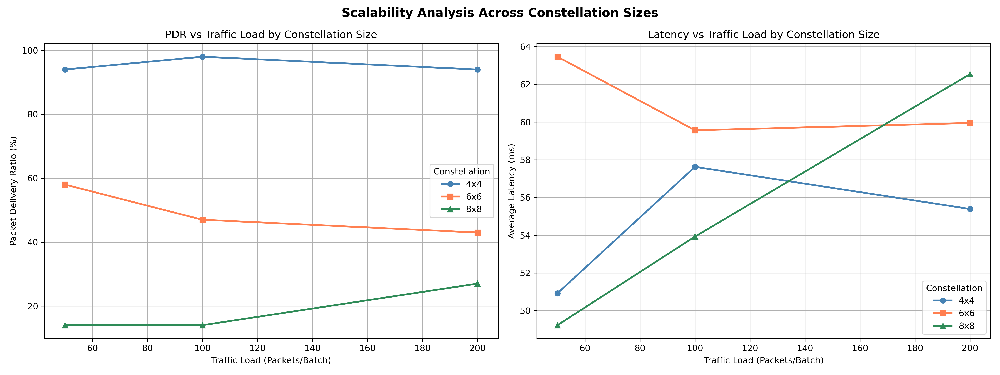 Scalability Analysis Across Constellation Sizes
PDR vs Traffic Load by Constellation Size
Packet Delivery Ratio (%)
100
80
60
40
20
60 80 100 120 140 160 180 200
Traffic Load (Packets/Batch)
Constellation
4x4
6x6
8x8
Latency vs Traffic Load by Constellation Size
Average Latency (ms)
64
62
60
58
56
54
52
50
60 80 100 120 140 160 180 200
Traffic Load (Packets/Batch)
Constellation
4x4
6x6
8x8